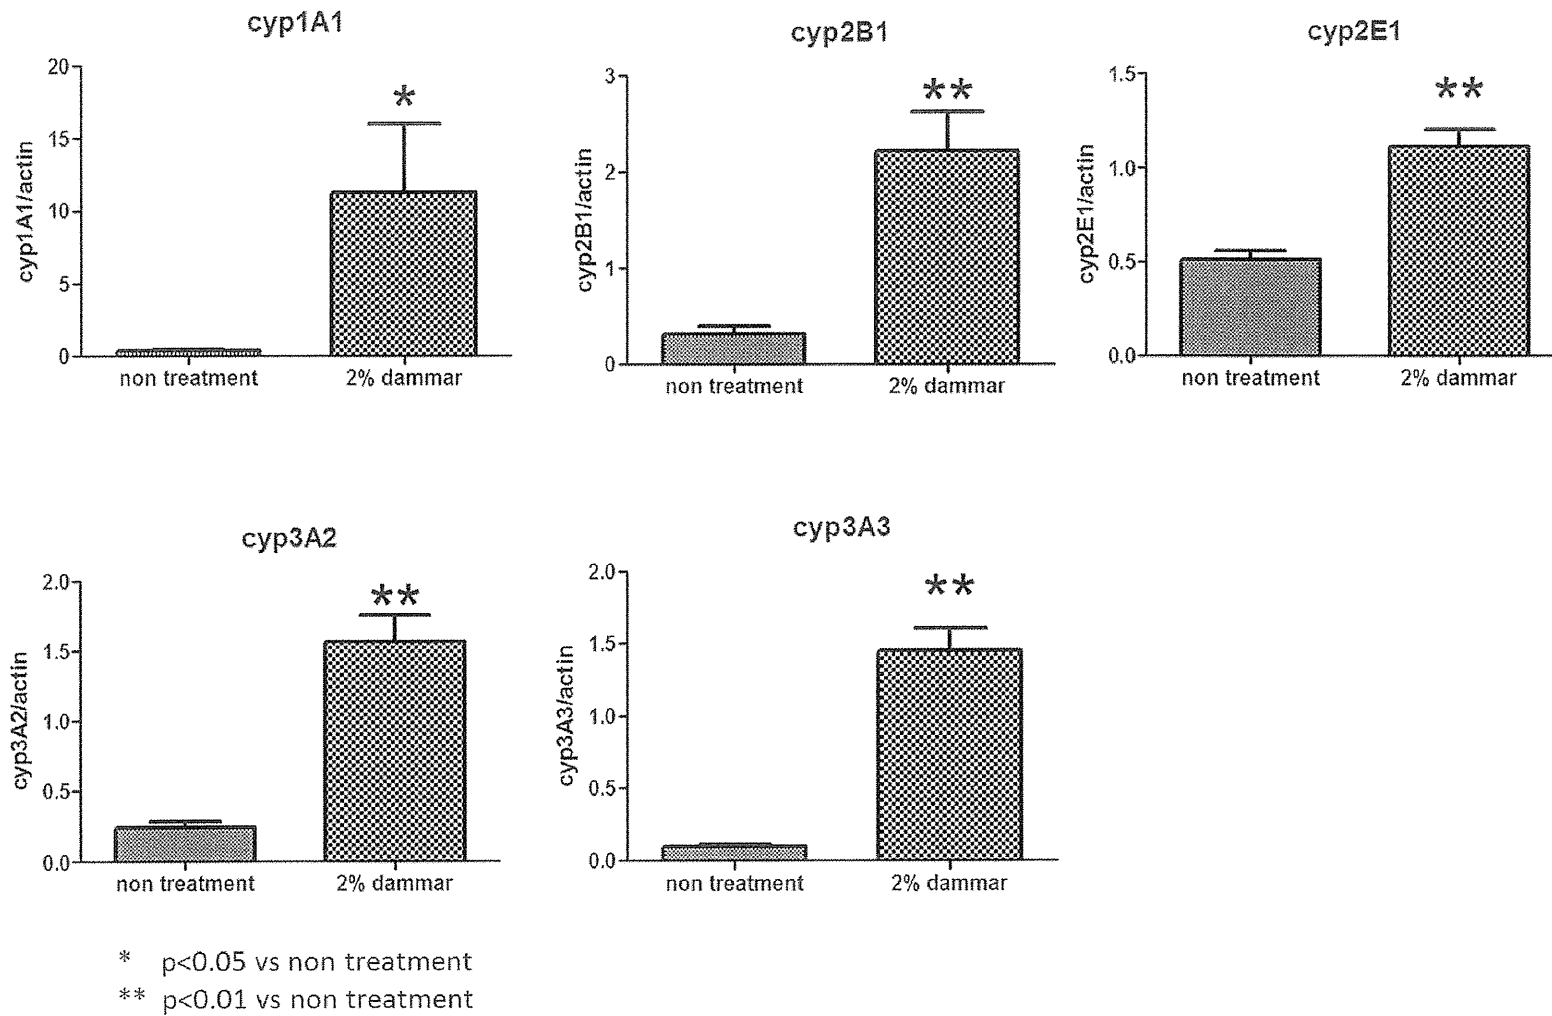 cyp1A1
cyp1A1/actin
20
15
10
5
0
*
non treatment
2% dammar
cyp2B1
cyp2B1/actin
3
2
1
0
**
non treatment
2% dammar
cyp2E1
cyp2E1/actin
1.5
1.0
0.5
0.0
**
non treatment
2% dammar
cyp3A2
cyp3A2/actin
2.0
1.5
1.0
0.5
0.0
**
non treatment
2% dammar
cyp3A3
cyp3A3/actin
2.0
1.5
1.0
0.5
0.0
**
non treatment
2% dammar
* p<0.05 vs non treatment
** p<0.01 vs non treatment